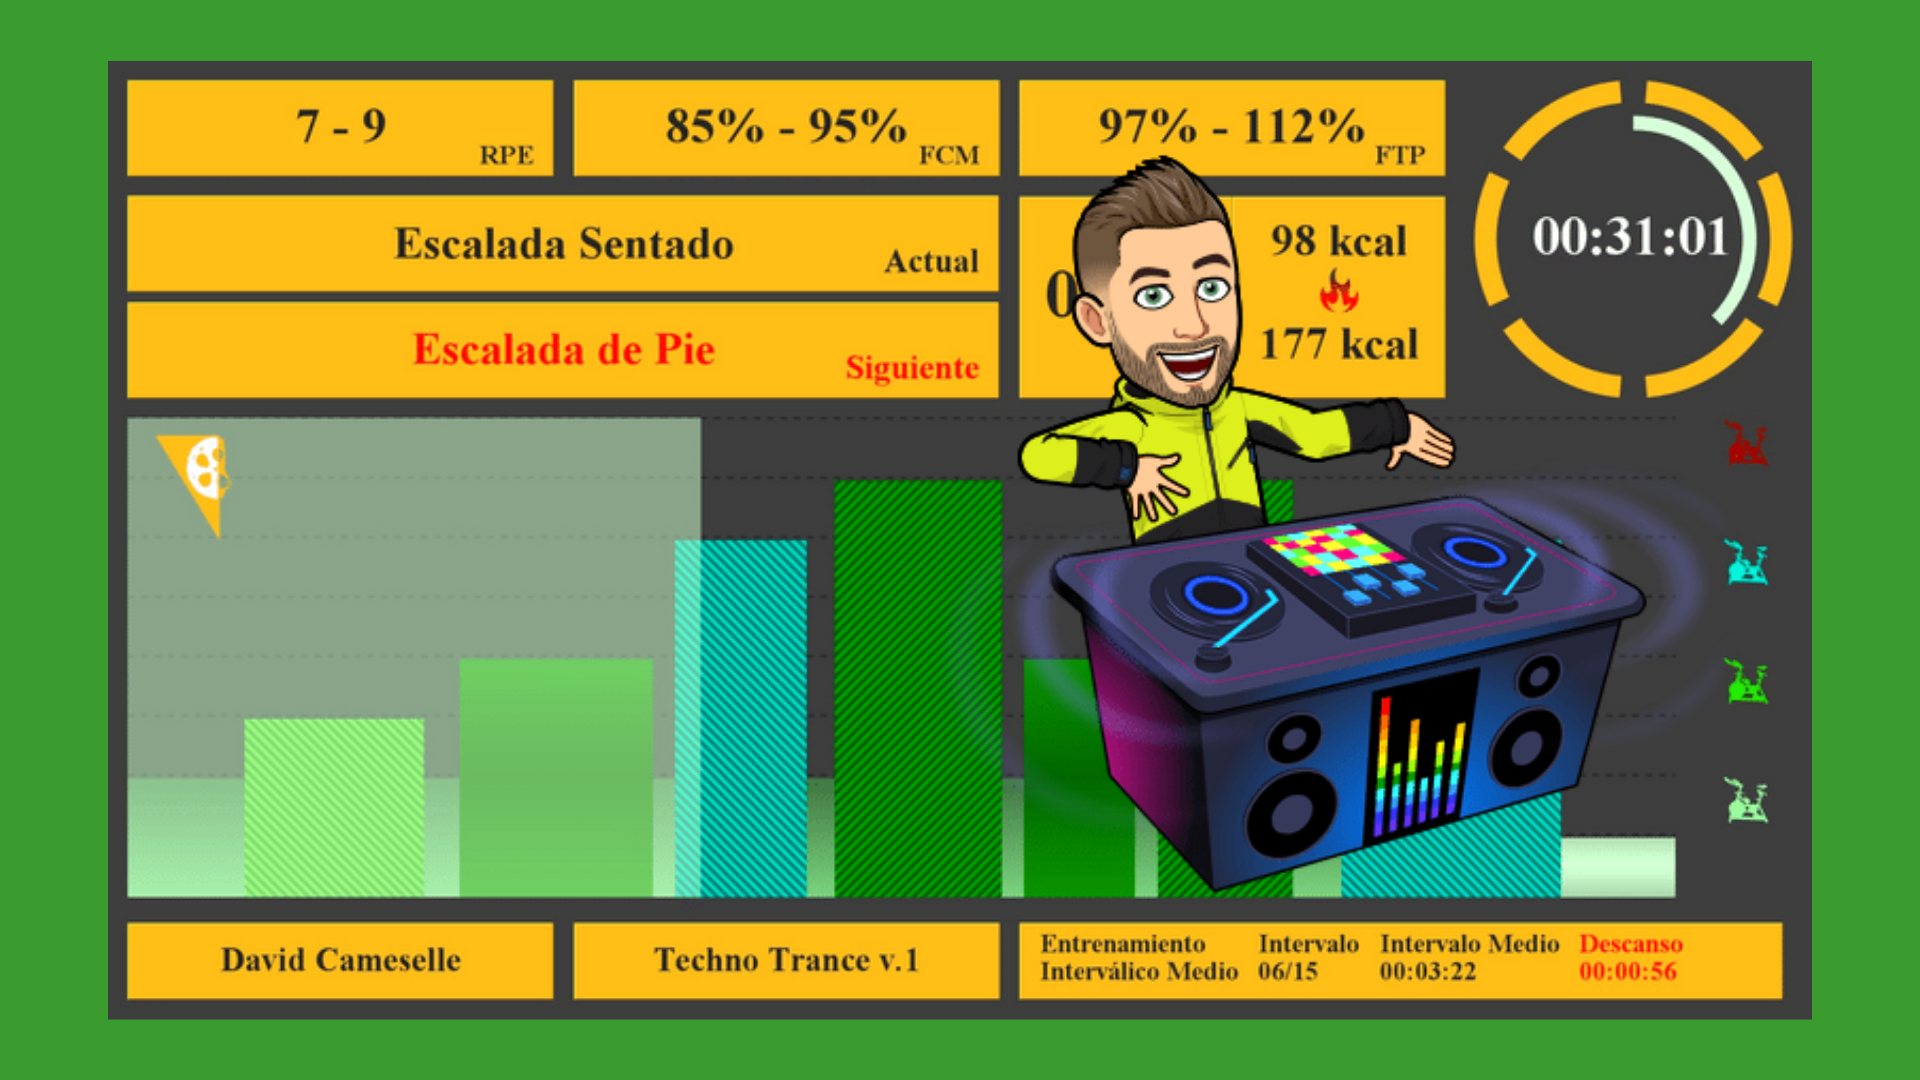 7 - 9
RPE
85% - 95%
FCM
97% - 112%
FTP
00:31:01
Escalada Sentado
Actual
98 kcal
177 kcal
Escalada de Pie
Siguiente
David Cameselle
Techno Trance v.1
Entrenamiento
Interválico Medio
Intervalo
06/15
Intervalo Medio
00:03:22
Descanso
00:00:56